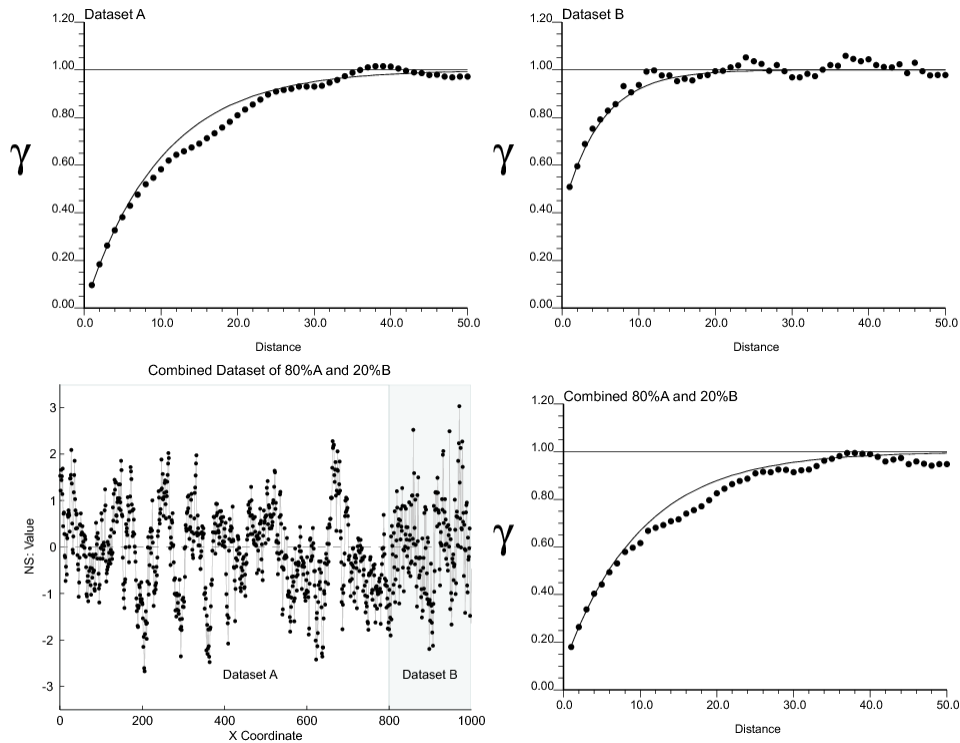 Dataset A
1.20
1.00
0.80
0.60
0.40
0.20
0.00
γ
0.0 10.0 20.0 30.0 40.0 50.0
Distance
Dataset B
1.20
1.00
0.80
0.60
0.40
0.20
0.00
γ
0.0 10.0 20.0 30.0 40.0 50.0
Distance
Combined Dataset of 80%A and 20%B
3
2
1
0
-1
-2
-3
NS: Value
Dataset A
Dataset B
0 200 400 600 800 1000
X Coordinate
Combined 80%A and 20%B
1.20
1.00
0.80
0.60
0.40
0.20
0.00
γ
0.0 10.0 20.0 30.0 40.0 50.0
Distance